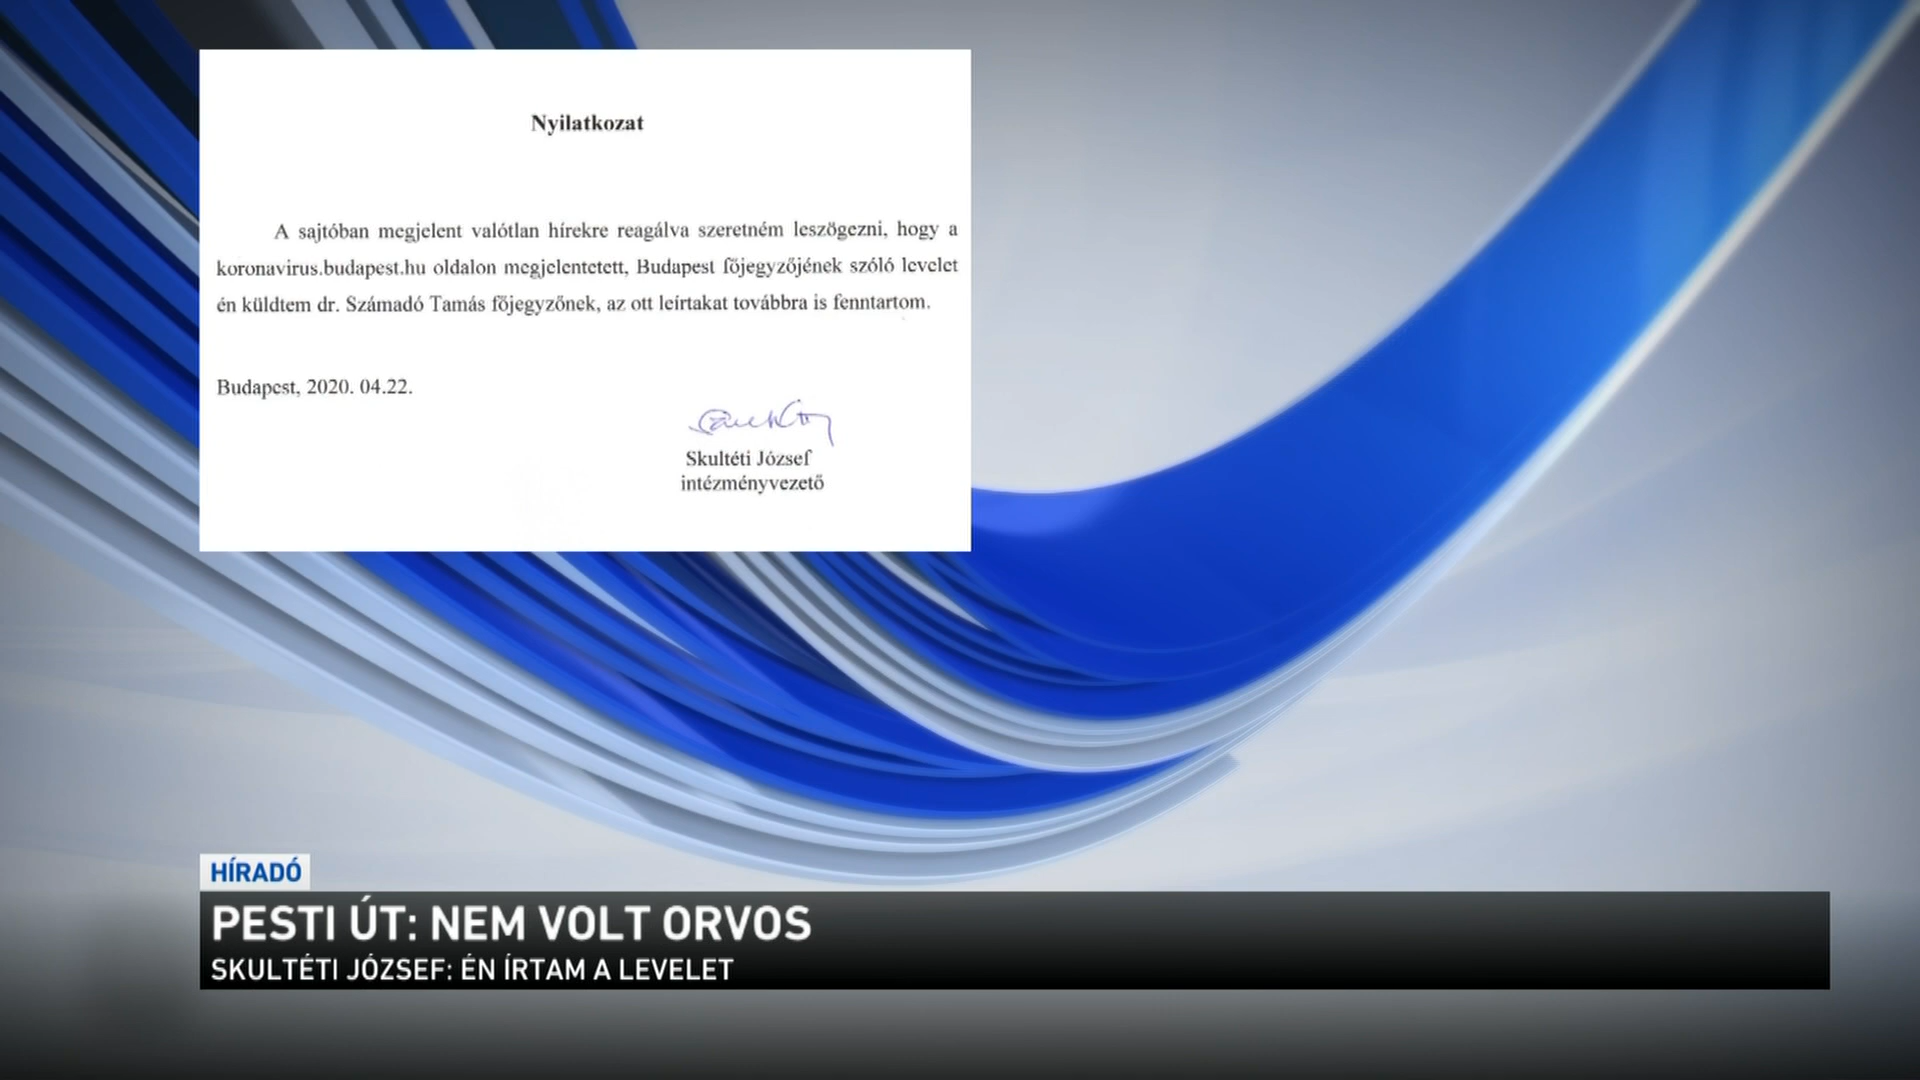 Nyilatkozat
A sajtóban megjelent valótlan hírekre reagálva szeretném leszögezni, hogy a
koronavirus.budapest.hu oldalon megjelentetett, Budapest főjegyzőjének szóló levelet
én küldtem dr. Számadó Tamás főjegyzőnek, az ott leírtakat továbbra is fenntartom.
Budapest, 2020. 04.22.
Skultéti József
intézményvezető
HÍRADÓ
PESTI ÚT: NEM VOLT ORVOS
SKULTÉTI JÓZSEF: ÉN ÍRTAM A LEVELET